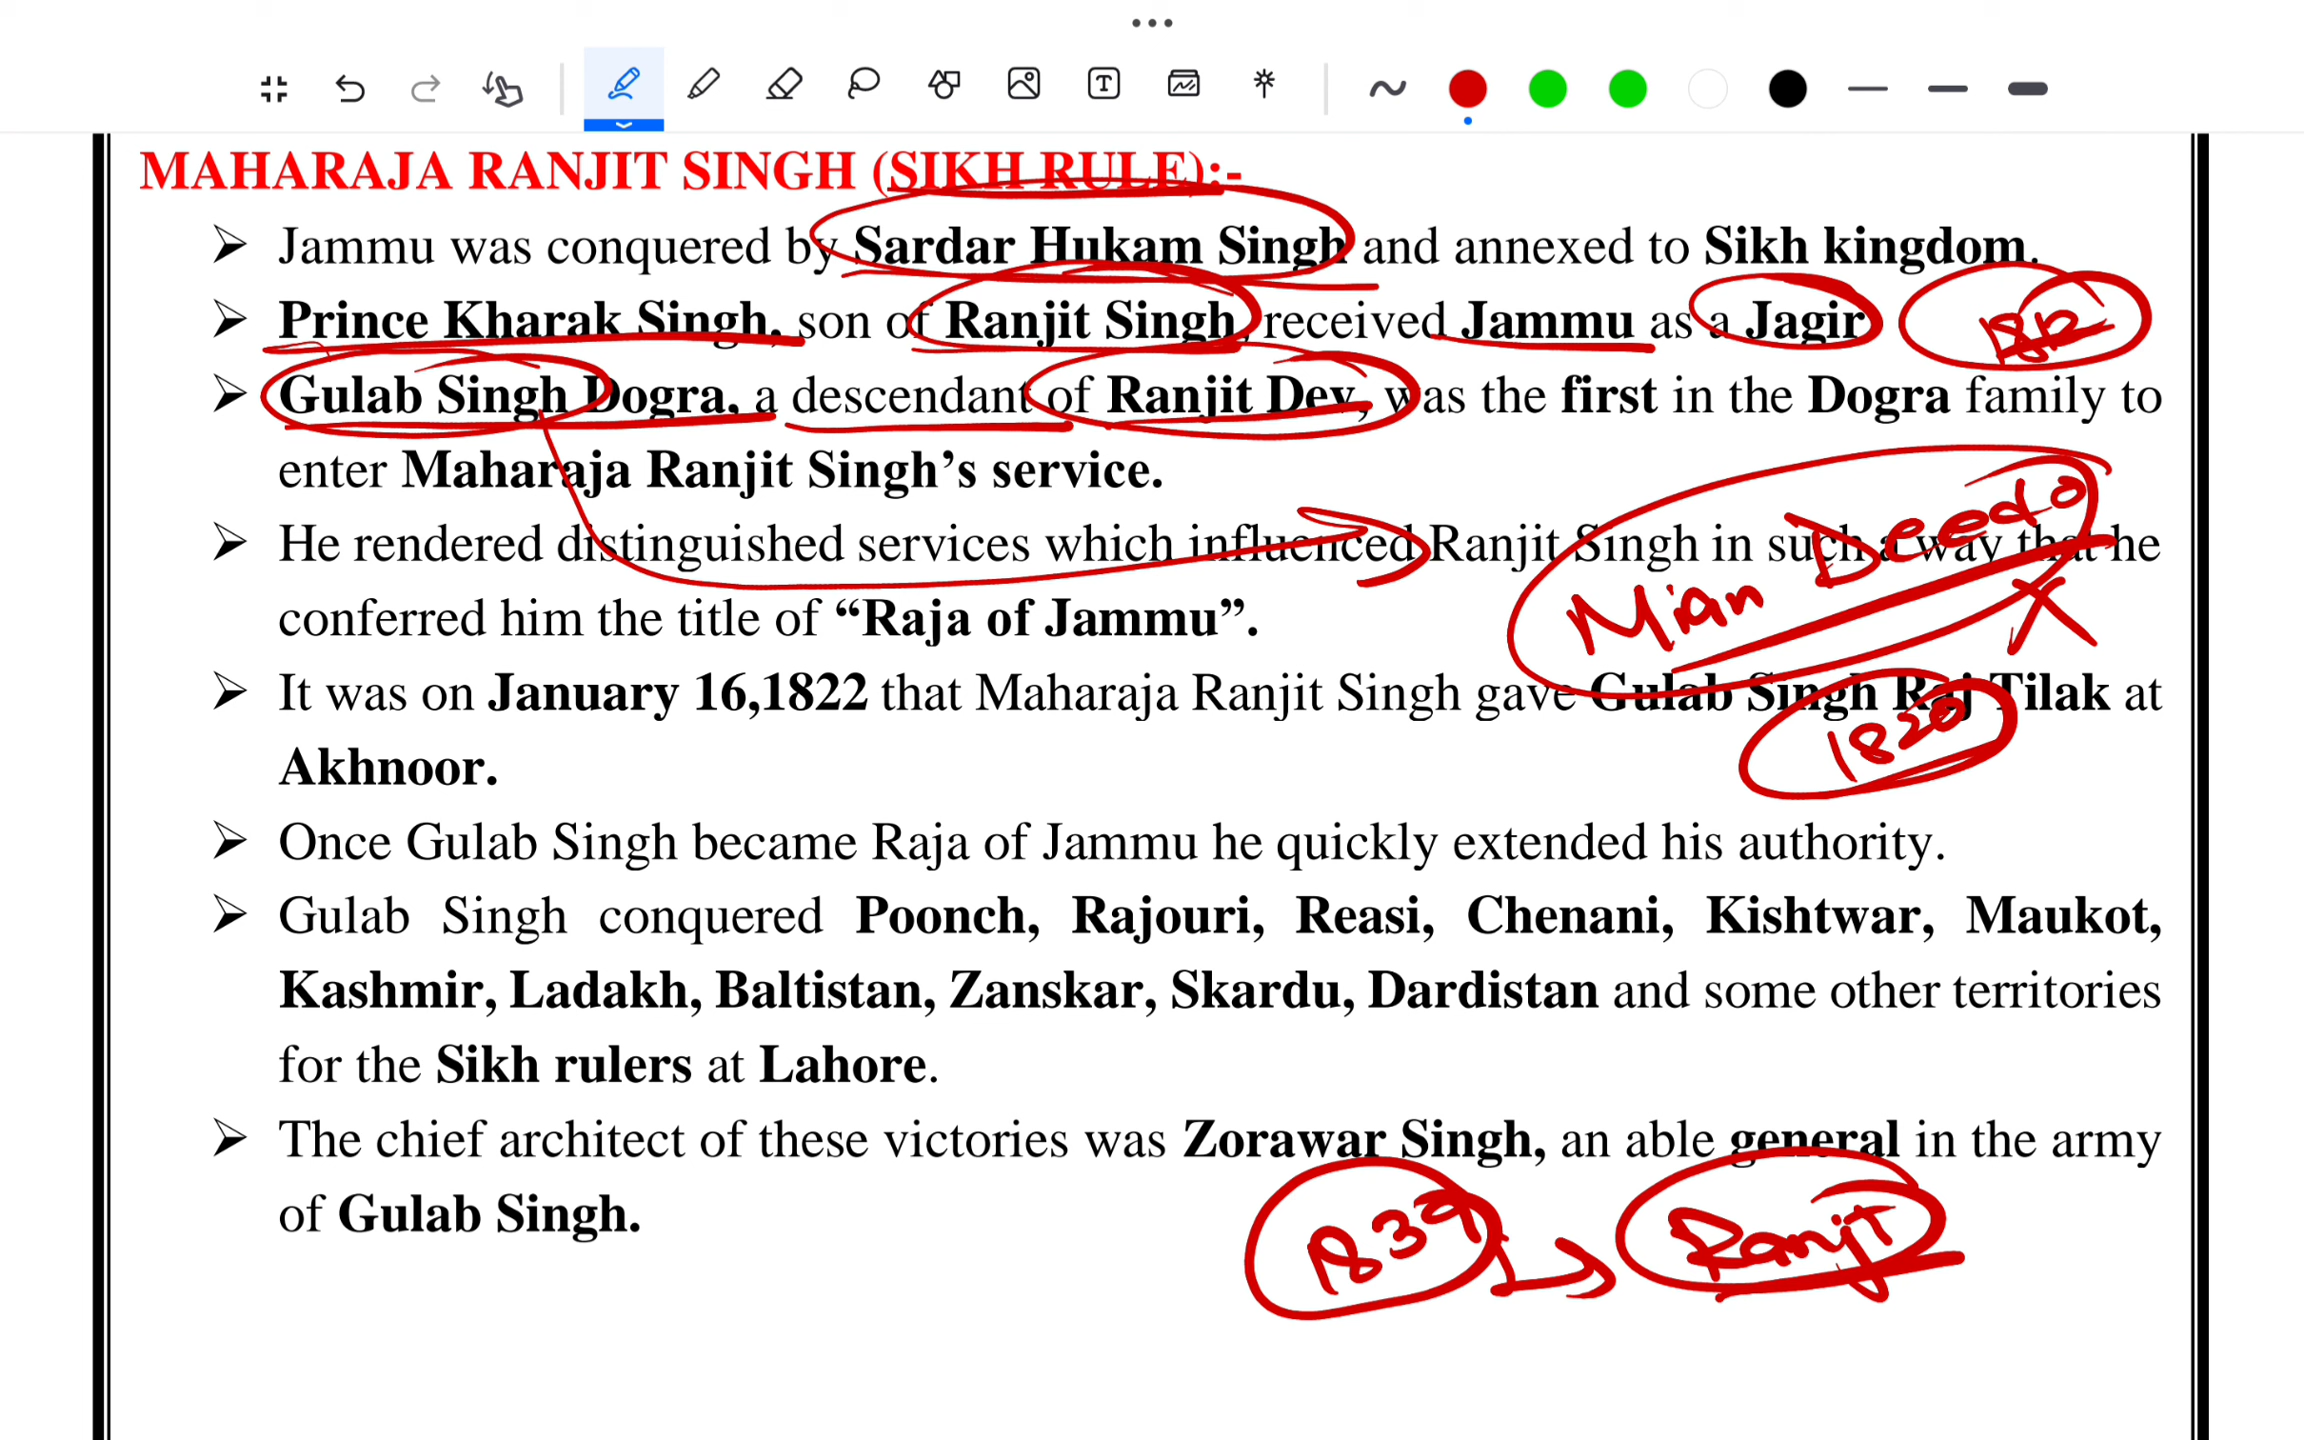 MAHARAJA RANJIT SINGH (SIKH RULE):-
➢ Jammu was conquered by Sardar Hukam Singh and annexed to Sikh kingdom.
➢ Prince Kharak Singh, son of Ranjit Singh, received Jammu as a Jagir
➢ Gulab Singh Dogra, a descendant of Ranjit Dev, was the first in the Dogra family to
enter Maharaja Ranjit Singh’s service.
Mian Deedo
➢ He rendered distinguished services which influenced Ranjit Singh in such a way that he
conferred him the title of “Raja of Jammu”.
➢ It was on January 16,1822 that Maharaja Ranjit Singh gave Gulab Singh Raj Tilak at
Akhnoor.
1820
➢ Once Gulab Singh became Raja of Jammu he quickly extended his authority.
➢ Gulab Singh conquered Poonch, Rajouri, Reasi, Chenani, Kishtwar, Maukot,
Kashmir, Ladakh, Baltistan, Zanskar, Skardu, Dardistan and some other territories
for the Sikh rulers at Lahore.
➢ The chief architect of these victories was Zorawar Singh, an able general in the army
of Gulab Singh.
1839 Ranjit